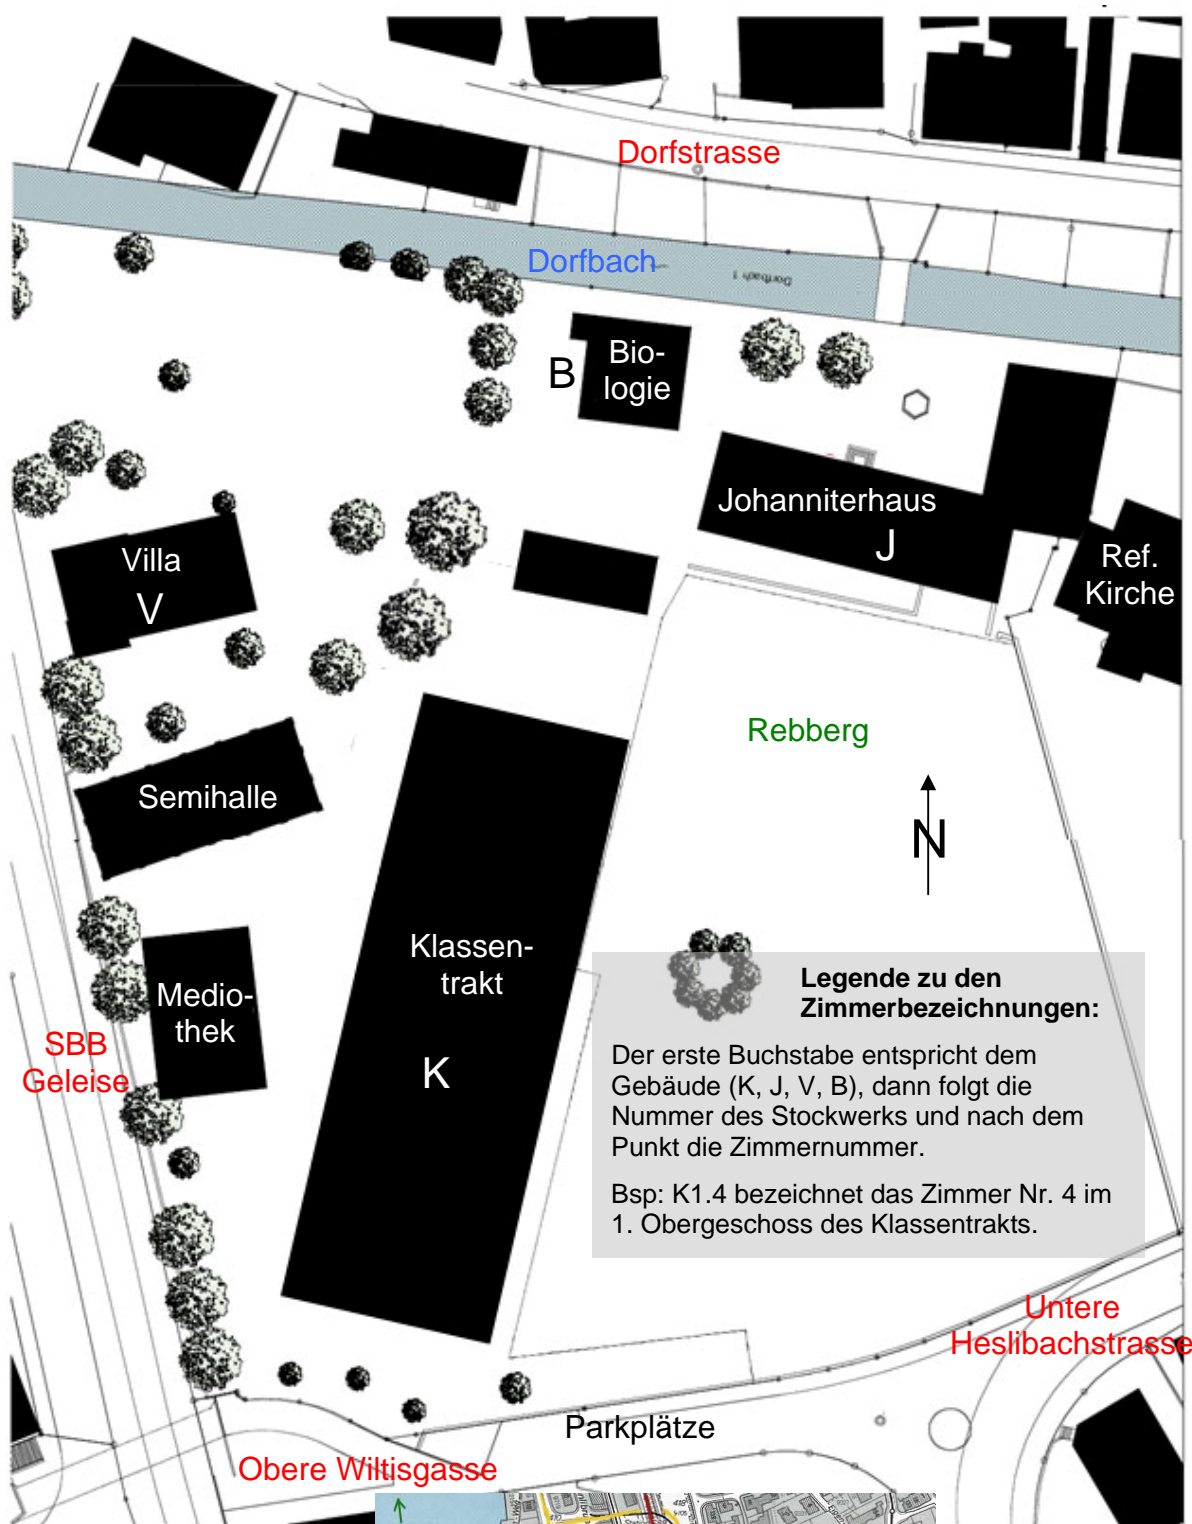 Dorfstrasse
Dorfbach
Dorfbach 1
Bio-
logie
B
Johanniterhaus
J
Villa
V
Ref.
Kirche
Rebberg
Semihalle
N
Klassen-
trakt
K
Medio-
thek
SBB
Geleise
Legende zu den
Zimmerbezeichnungen:
Der erste Buchstabe entspricht dem
Gebäude (K, J, V, B), dann folgt die
Nummer des Stockwerks und nach dem
Punkt die Zimmernummer.
Bsp: K1.4 bezeichnet das Zimmer Nr. 4 im
1. Obergeschoss des Klassentrakts.
Untere
Heslibachstrasse
Parkplätze
Obere Wiltisgasse